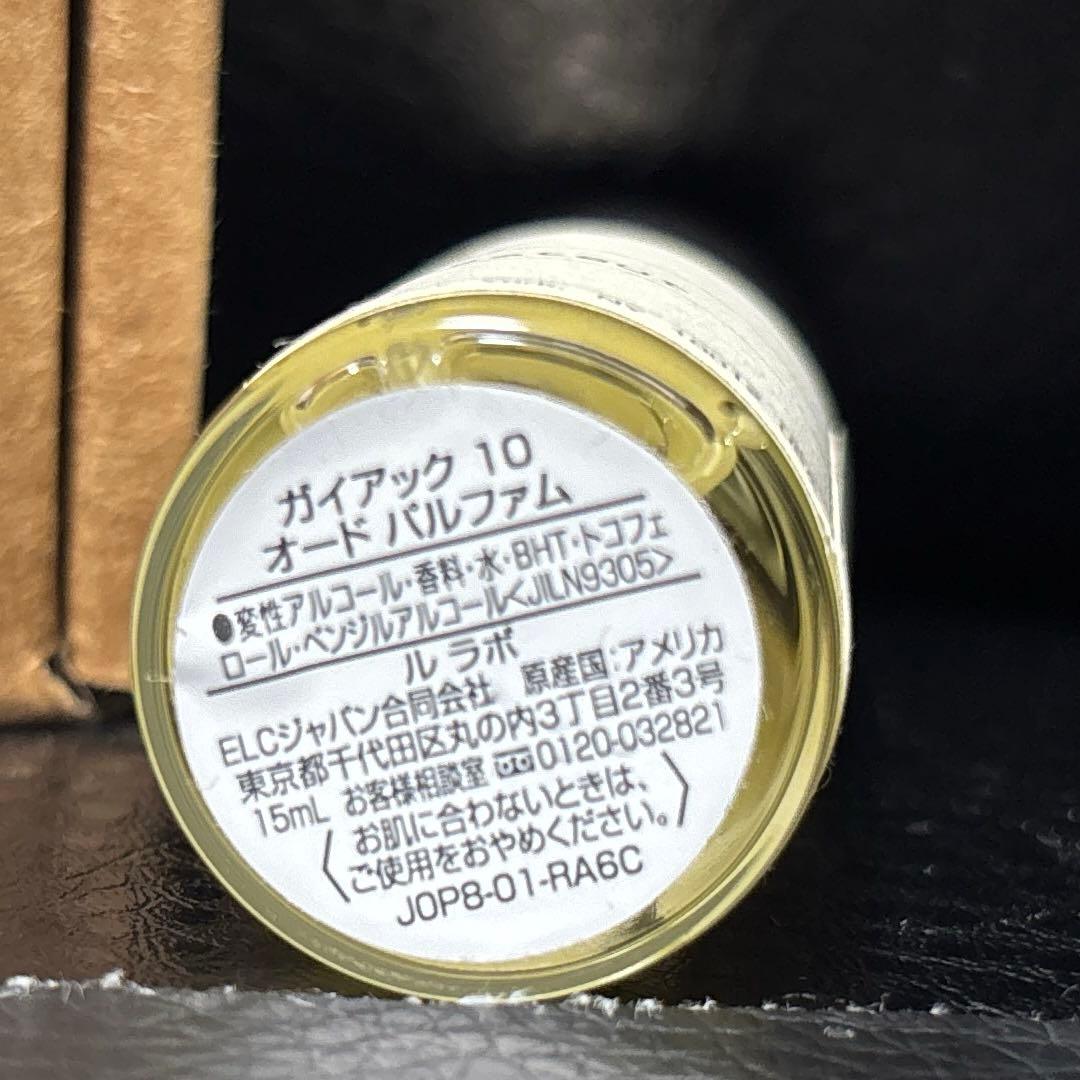 ガイアック 10
オード パルファム
●変性アルコール・香料・水・BHT・トコフェ
ロール・ベンジルアルコール<JILN9305>
ル ラボ
ELCジャパン合同会社 原産国:アメリカ
東京都千代田区丸の内3丁目2番3号
15mL お客様相談室 0120-032821
〈お肌に合わないときは、
ご使用をおやめください。〉
J0P8-01-RA6C